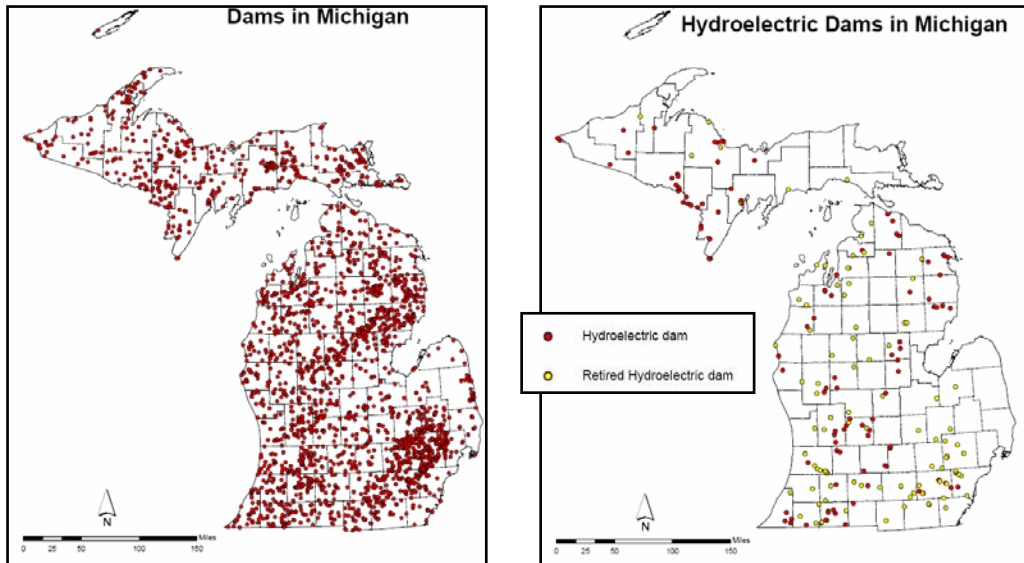 Dams in Michigan
N
Miles
0 25 50 100 150
Hydroelectric Dams in Michigan
Hydroelectric dam
Retired Hydroelectric dam
N
Miles
0 25 50 100 150